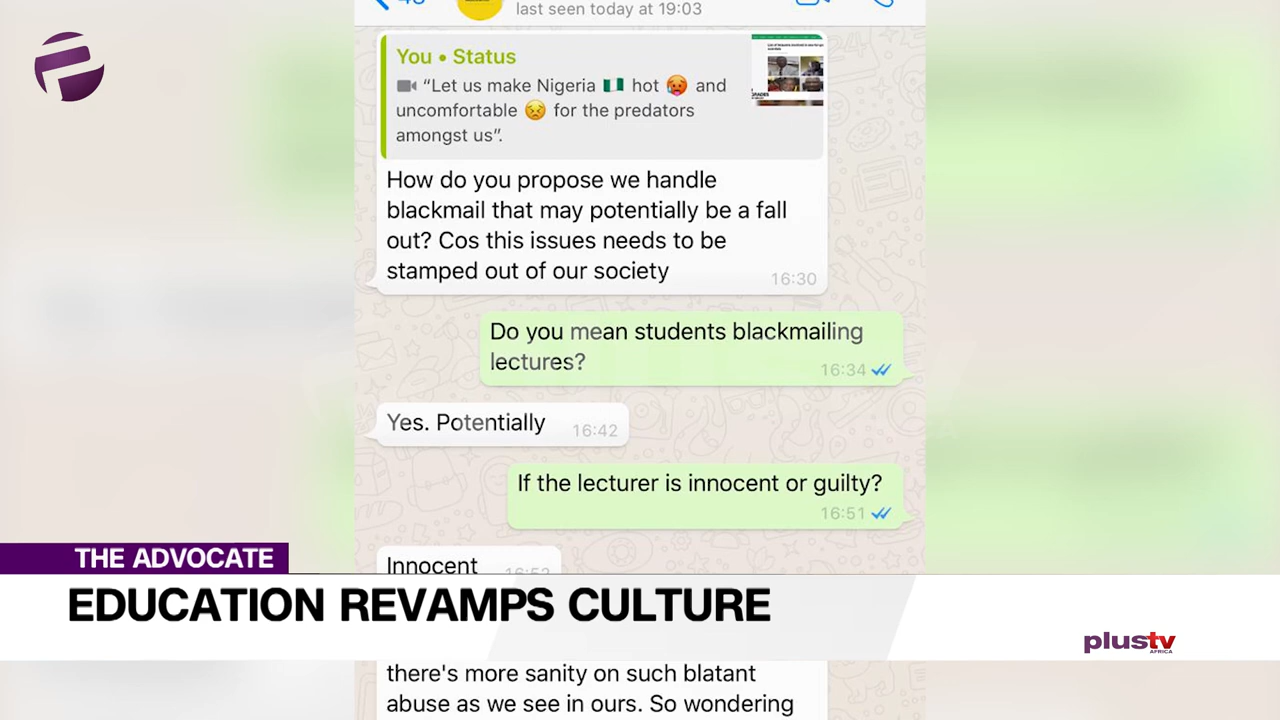 48
last seen today at 19:03
You • Status
“Let us make Nigeria 🇳🇬 hot 🥵 and
uncomfortable 😣 for the predators
amongst us”.
How do you propose we handle
blackmail that may potentially be a fall
out? Cos this issues needs to be
stamped out of our society
16:30
Do you mean students blackmailing
lectures?
16:34
Yes. Potentially
16:42
If the lecturer is innocent or guilty?
16:51
Innocent
THE ADVOCATE
EDUCATION REVAMPS CULTURE
plustv
AFRICA
there's more sanity on such blatant
abuse as we see in ours. So wondering